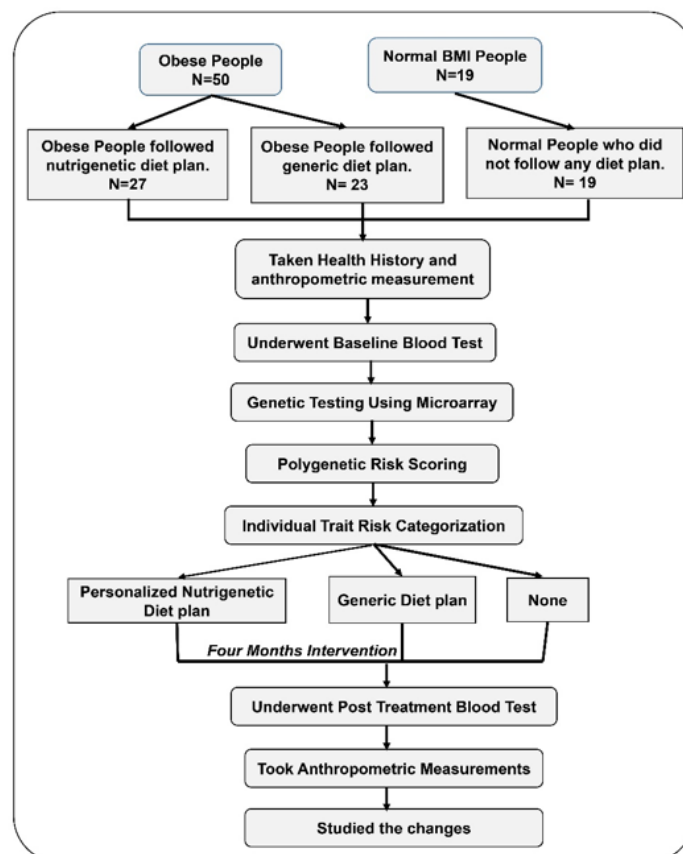 Obese People
N=50
Normal BMI People
N=19
Obese People followed
nutrigenetic diet plan.
N=27
Obese People followed
generic diet plan.
N= 23
Normal People who did
not follow any diet plan.
N= 19
Taken Health History and
anthropometric measurement
Underwent Baseline Blood Test
Genetic Testing Using Microarray
Polygenetic Risk Scoring
Individual Trait Risk Categorization
Personalized Nutrigenetic
Diet plan
Generic Diet plan
None
Four Months Intervention
Underwent Post Treatment Blood Test
Took Anthropometric Measurements
Studied the changes